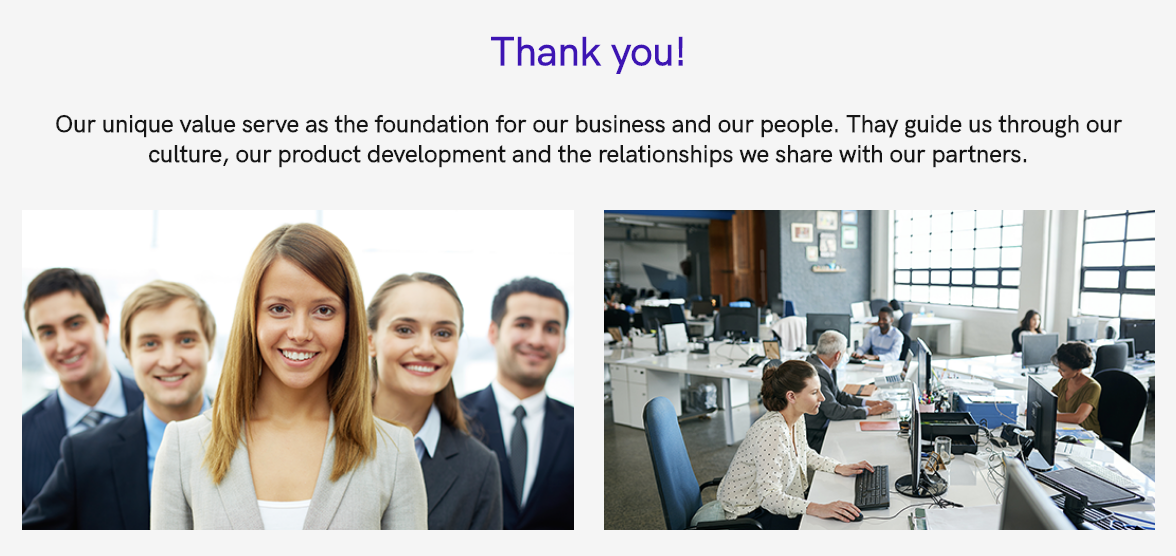 Thank you!
Our unique value serve as the foundation for our business and our people. Thay guide us through our
culture, our product development and the relationships we share with our partners.